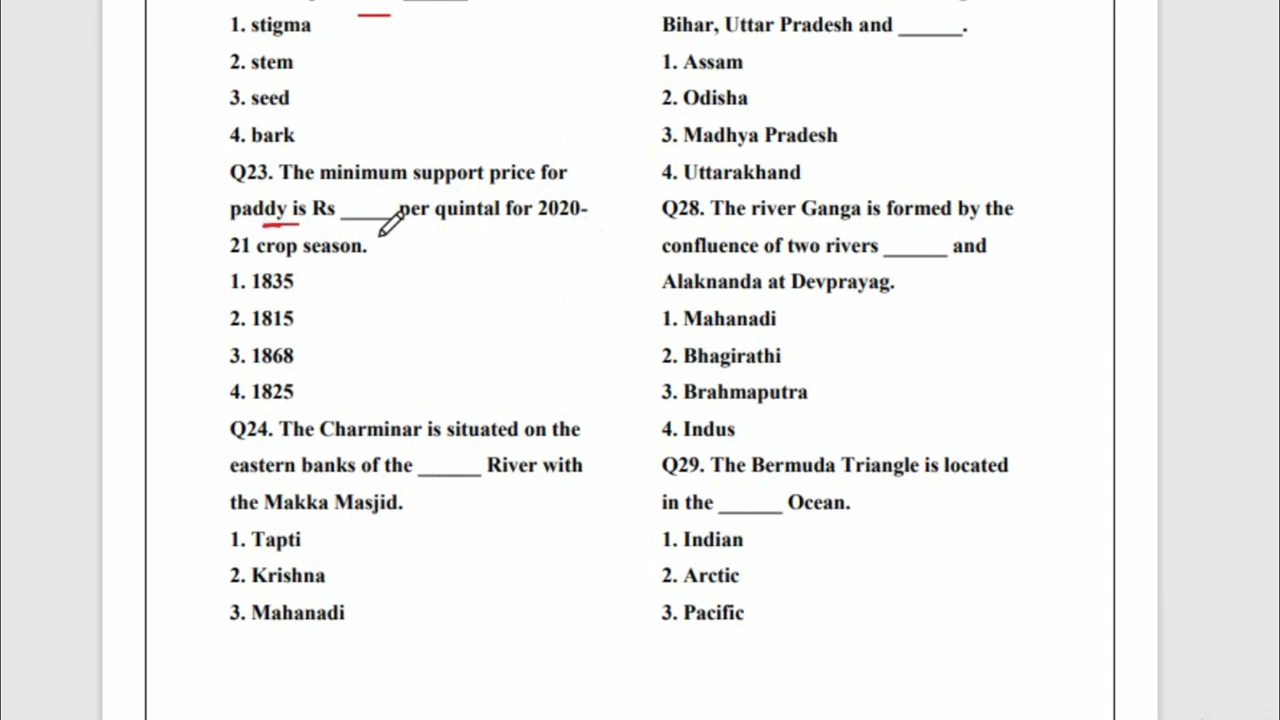 1. stigma
2. stem
3. seed
4. bark
Q23. The minimum support price for
paddy is Rs _____ per quintal for 2020-
21 crop season.
1. 1835
2. 1815
3. 1868
4. 1825
Q24. The Charminar is situated on the
eastern banks of the ______ River with
the Makka Masjid.
1. Tapti
2. Krishna
3. Mahanadi
Bihar, Uttar Pradesh and ______.
1. Assam
2. Odisha
3. Madhya Pradesh
4. Uttarakhand
Q28. The river Ganga is formed by the
confluence of two rivers ______ and
Alaknanda at Devprayag.
1. Mahanadi
2. Bhagirathi
3. Brahmaputra
4. Indus
Q29. The Bermuda Triangle is located
in the ______ Ocean.
1. Indian
2. Arctic
3. Pacific